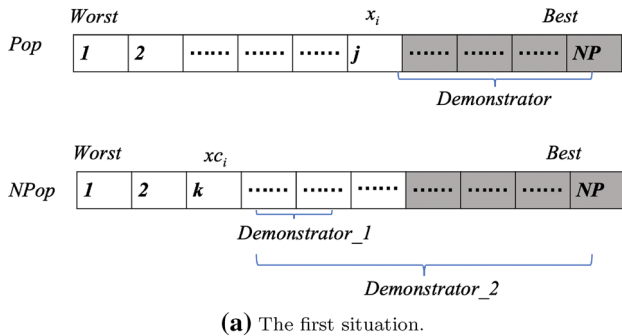 Worst x_i Best
Pop 1 2 ...... ...... ...... j ...... ...... ...... NP
Demonstrator
Worst xc_i Best
NPop 1 2 k ...... ...... ...... ...... ...... ...... NP
Demonstrator_1
Demonstrator_2
(a) The first situation.